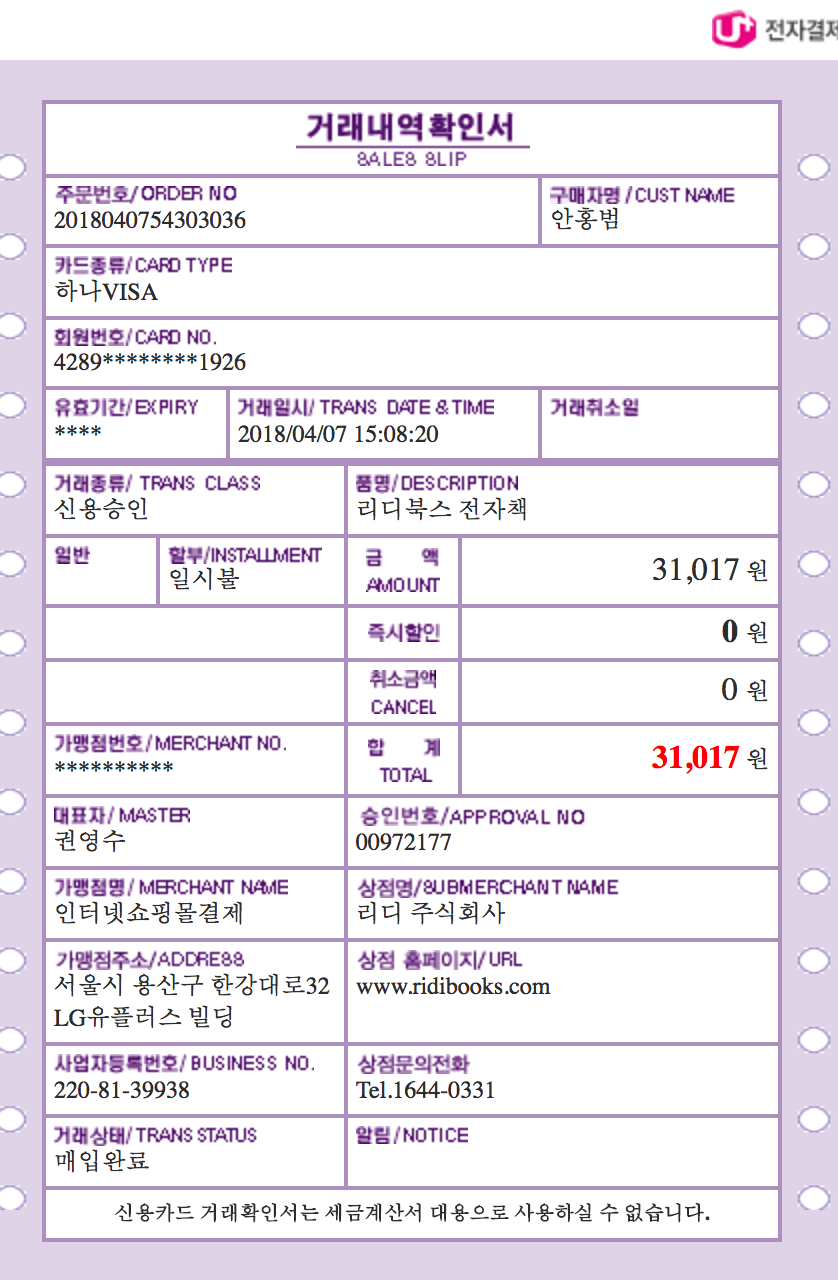 U+ 전자결제
거래내역확인서
SALES SLIP
주문번호/ORDER NO
2018040754303036
구매자명/CUST NAME
안홍범
카드종류/CARD TYPE
하나VISA
회원번호/CARD NO.
4289********1926
유효기간/EXPIRY
****
거래일시/TRANS DATE & TIME
2018/04/07 15:08:20
거래취소일
거래종류/ TRANS CLASS
신용승인
품명/DESCRIPTION
리디북스 전자책
일반
할부/INSTALLMENT
일시불
금 액
AMOUNT
31,017 원
즉시할인
0 원
취소금액
CANCEL
0 원
가맹점번호/MERCHANT NO.
**********
합 계
TOTAL
31,017 원
대표자/ MASTER
권영수
승인번호/APPROVAL NO
00972177
가맹점명/ MERCHANT NAME
인터넷쇼핑몰결제
상점명/SUBMERCHANT NAME
리디 주식회사
가맹점주소/ADDRESS
서울시 용산구 한강대로32
LG유플러스 빌딩
상점 홈페이지/URL
www.ridibooks.com
사업자등록번호/ BUSINESS NO.
220-81-39938
상점문의전화
Tel.1644-0331
거래상태/TRANS STATUS
매입완료
알림/NOTICE
신용카드 거래확인서는 세금계산서 대용으로 사용하실 수 없습니다.